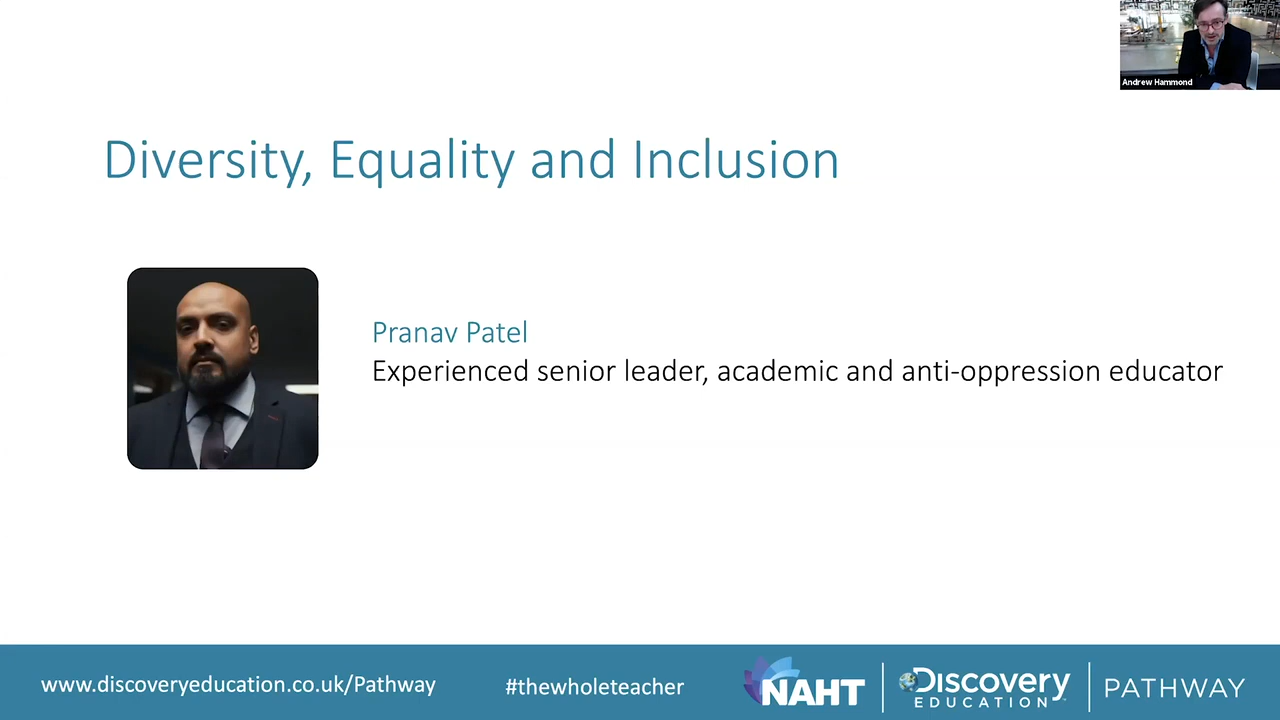 Andrew Hammond
Diversity, Equality and Inclusion
Pranav Patel
Experienced senior leader, academic and anti-oppression educator
www.discoveryeducation.co.uk/Pathway
#thewholeteacher
NAHT
Discovery
EDUCATION
PATHWAY